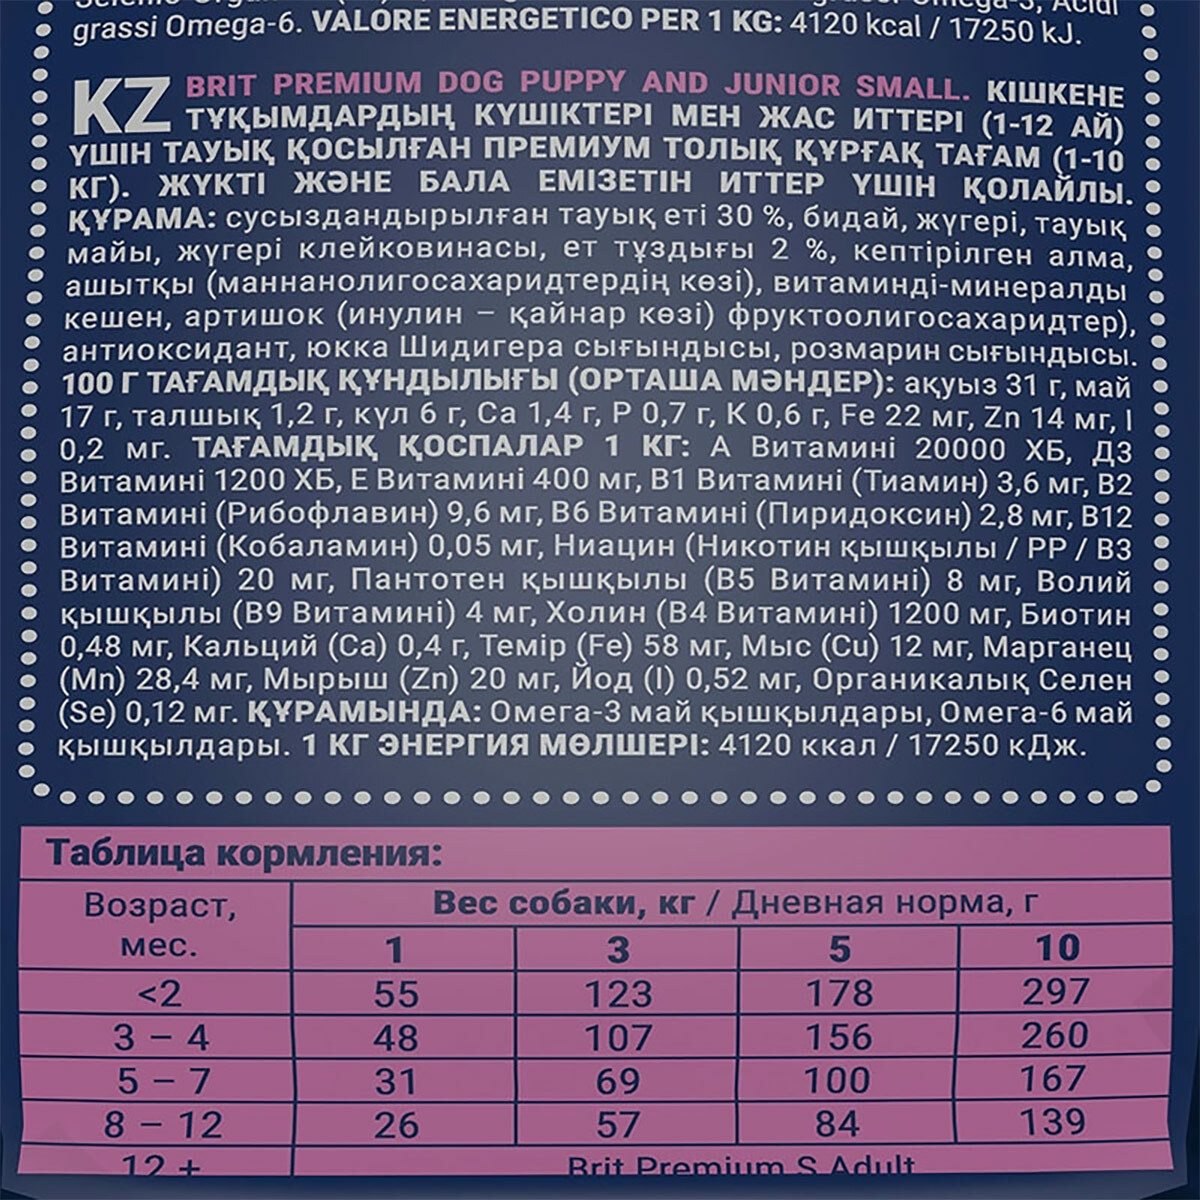 grassi Omega-6. VALORE ENERGETICO PER 1 KG: 4120 kcal / 17250 kJ.
KZ BRIT PREMIUM DOG PUPPY AND JUNIOR SMALL. КІШКЕНЕ
ТҰҚЫМДАРДЫҢ КҮШІКТЕРІ МЕН ЖАС ИТТЕРІ (1-12 АЙ)
ҮШІН ТАУЫҚ ҚОСЫЛҒАН ПРЕМИУМ ТОЛЫҚ ҚҰРҒАҚ ТАҒАМ (1-10
КГ). ЖҮКТІ ЖӘНЕ БАЛА ЕМІЗЕТІН ИТТЕР ҮШІН ҚОЛАЙЛЫ.
ҚҰРАМА: сусыздандырылған тауық еті 30 %, бидай, жүгері, тауық
майы, жүгері клейковинасы, ет тұздығы 2 %, кептірілген алма,
ашытқы (маннанолигосахаридтердің көзі), витаминді-минералды
кешен, артишок (инулин – қайнар көзі) фруктоолигосахаридтер),
антиоксидант, юкка Шидигера сығындысы, розмарин сығындысы.
100 Г ТАҒАМДЫҚ ҚҰНДЫЛЫҒЫ (ОРТАША МӘНДЕР): ақуыз 31 г, май
17 г, талшық 1,2 г, күл 6 г, Ca 1,4 г, P 0,7 г, К 0,6 г, Fe 22 мг, Zn 14 мг, I
0,2 мг. ТАҒАМДЫҚ ҚОСПАЛАР 1 КГ: А Витамині 20000 ХБ, Д3
Витамині 1200 ХБ, Е Витамині 400 мг, В1 Витамині (Тиамин) 3,6 мг, В2
Витамині (Рибофлавин) 9,6 мг, В6 Витамині (Пиридоксин) 2,8 мг, В12
Витамині (Кобаламин) 0,05 мг, Ниацин (Никотин қышқылы / PP / В3
Витамині) 20 мг, Пантотен қышқылы (В5 Витамині) 8 мг, Волий
қышқылы (В9 Витамині) 4 мг, Холин (В4 Витамині) 1200 мг, Биотин
0,48 мг, Кальций (Ca) 0,4 г, Темір (Fe) 58 мг, Мыс (Cu) 12 мг, Марганец
(Mn) 28,4 мг, Мырыш (Zn) 20 мг, Йод (I) 0,52 мг, Органикалық Селен
(Se) 0,12 мг. ҚҰРАМЫНДА: Омега-3 май қышқылдары, Омега-6 май
қышқылдары. 1 КГ ЭНЕРГИЯ МӨЛШЕРІ: 4120 ккал / 17250 кДж.
Таблица кормления:
Возраст, мес. Вес собаки, кг / Дневная норма, г
1 3 5 10
<2 55 123 178 297
3 – 4 48 107 156 260
5 – 7 31 69 100 167
8 – 12 26 57 84 139
12 + Brit Premium S Adult